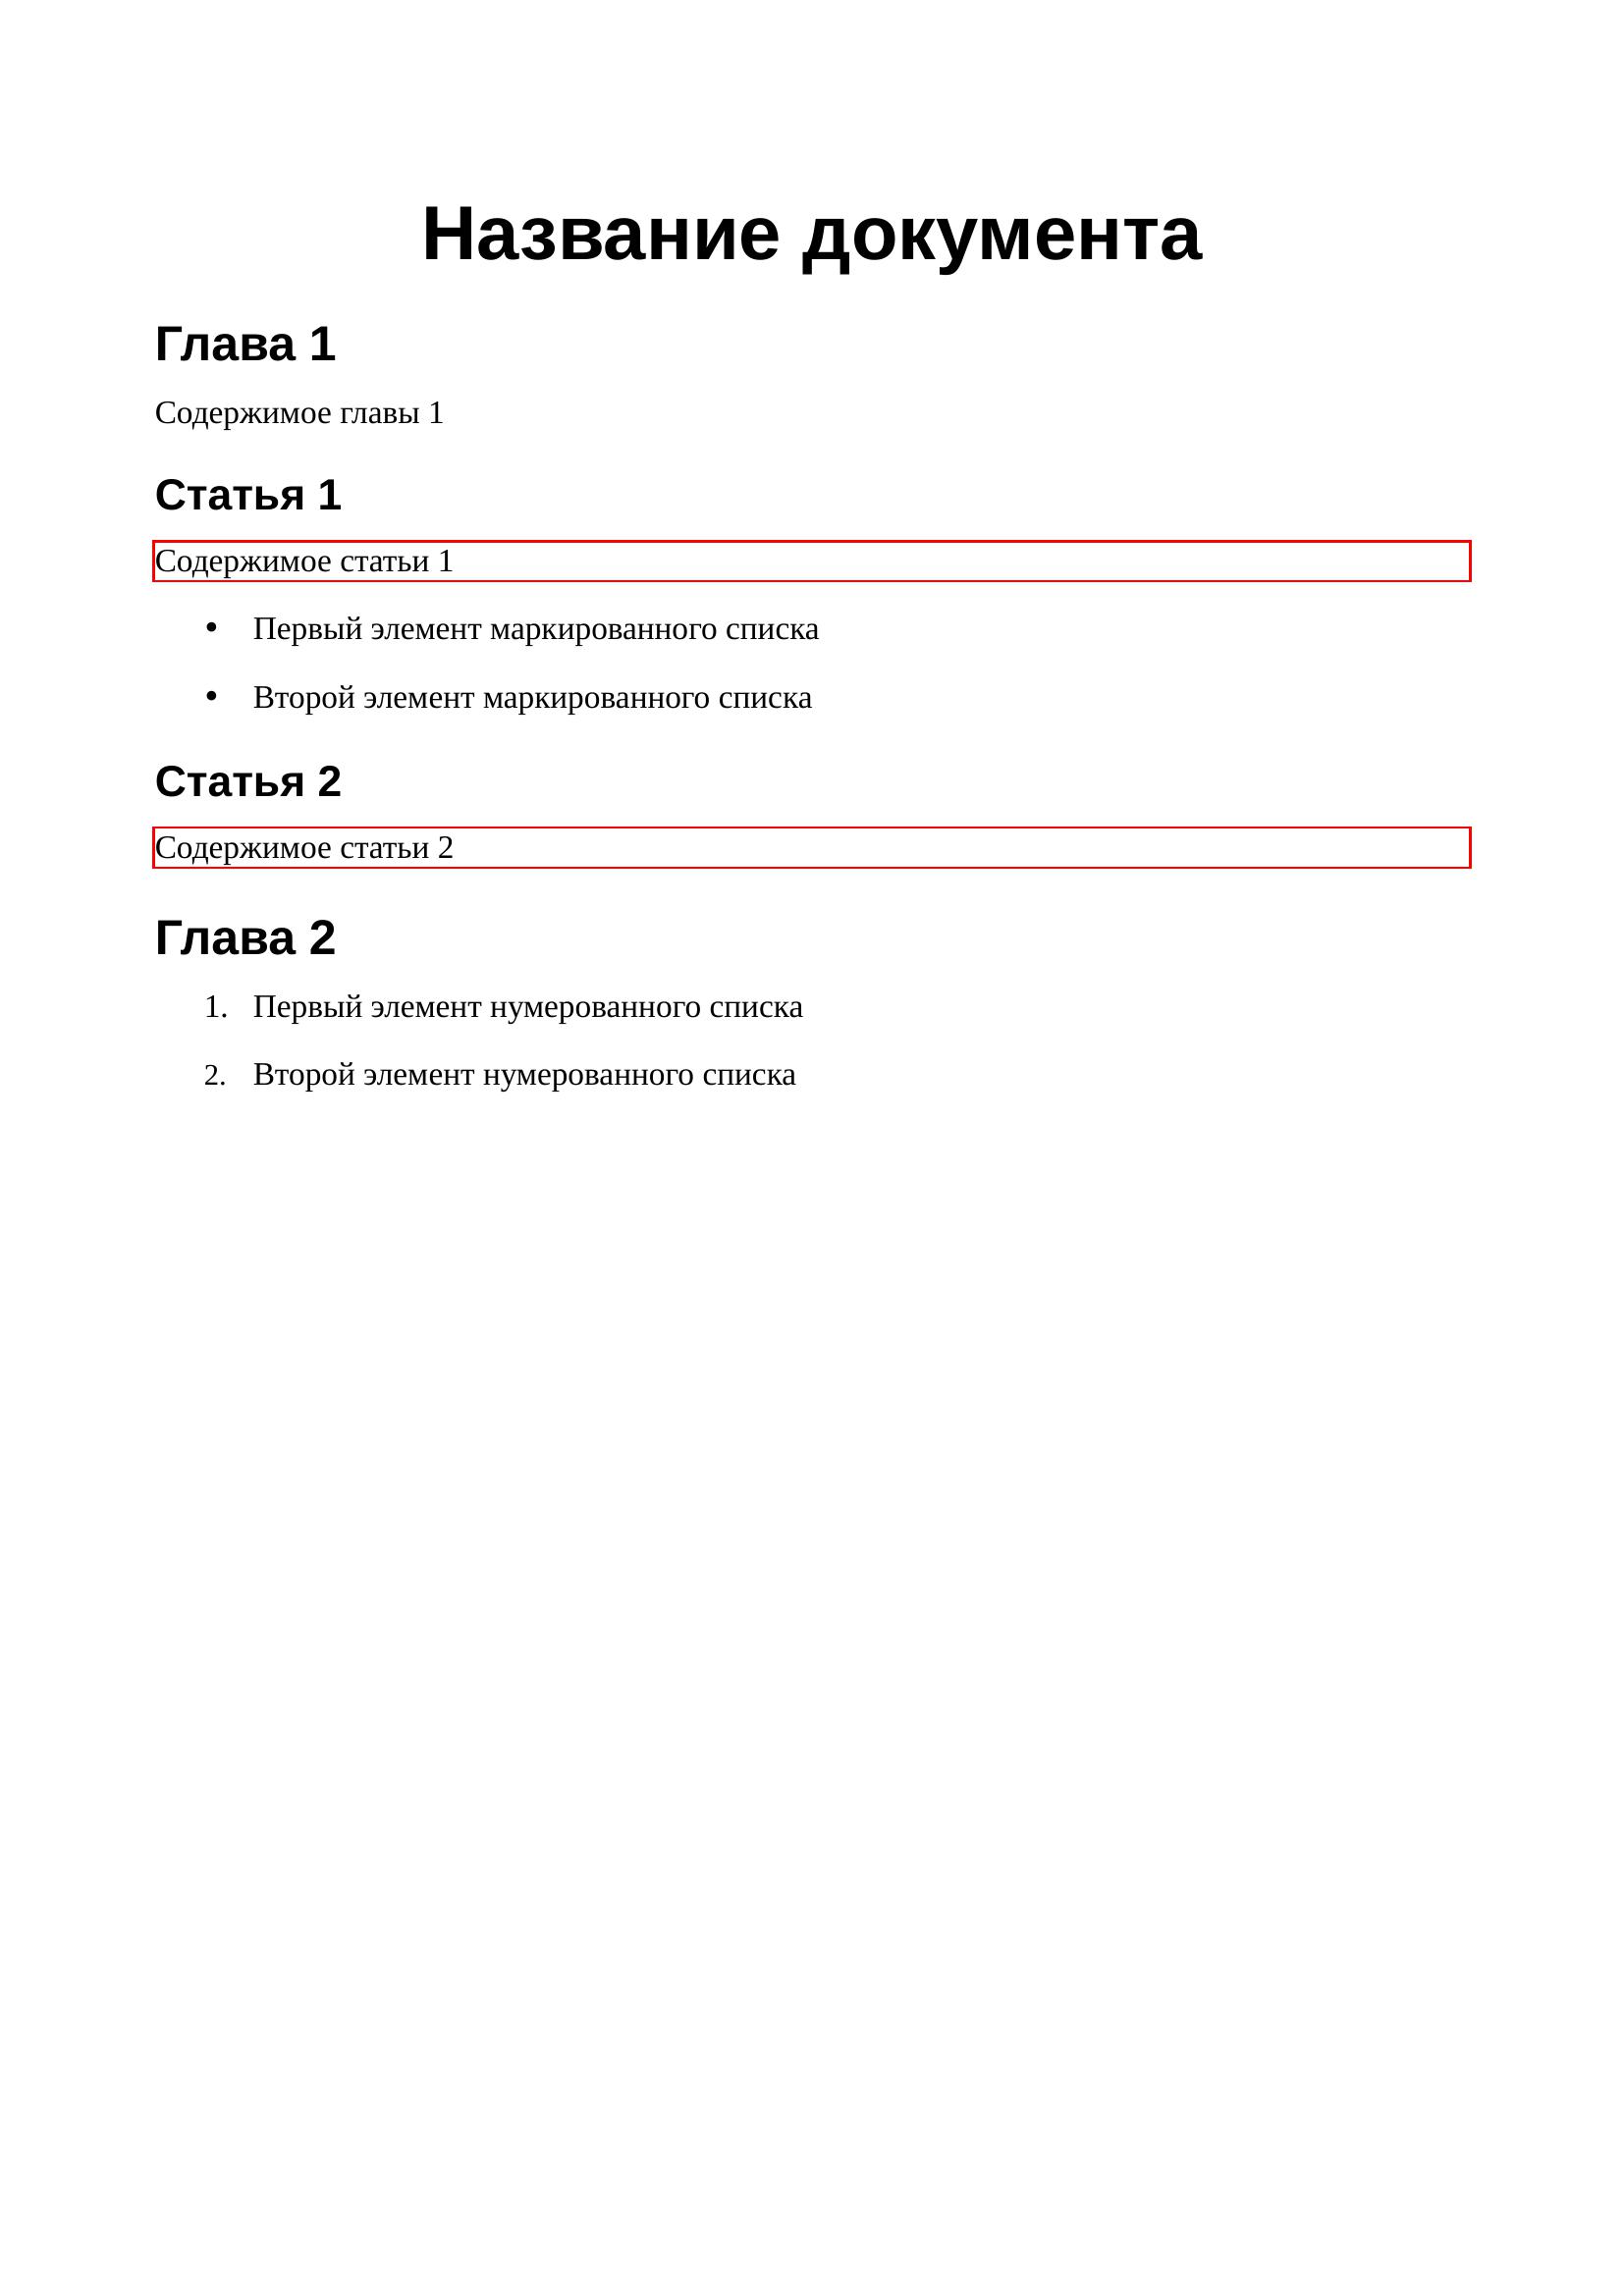 Название документа
Глава 1
Содержимое главы 1
Статья 1
Содержимое статьи 1
• Первый элемент маркированного списка
• Второй элемент маркированного списка
Статья 2
Содержимое статьи 2
Глава 2
1. Первый элемент нумерованного списка
2. Второй элемент нумерованного списка